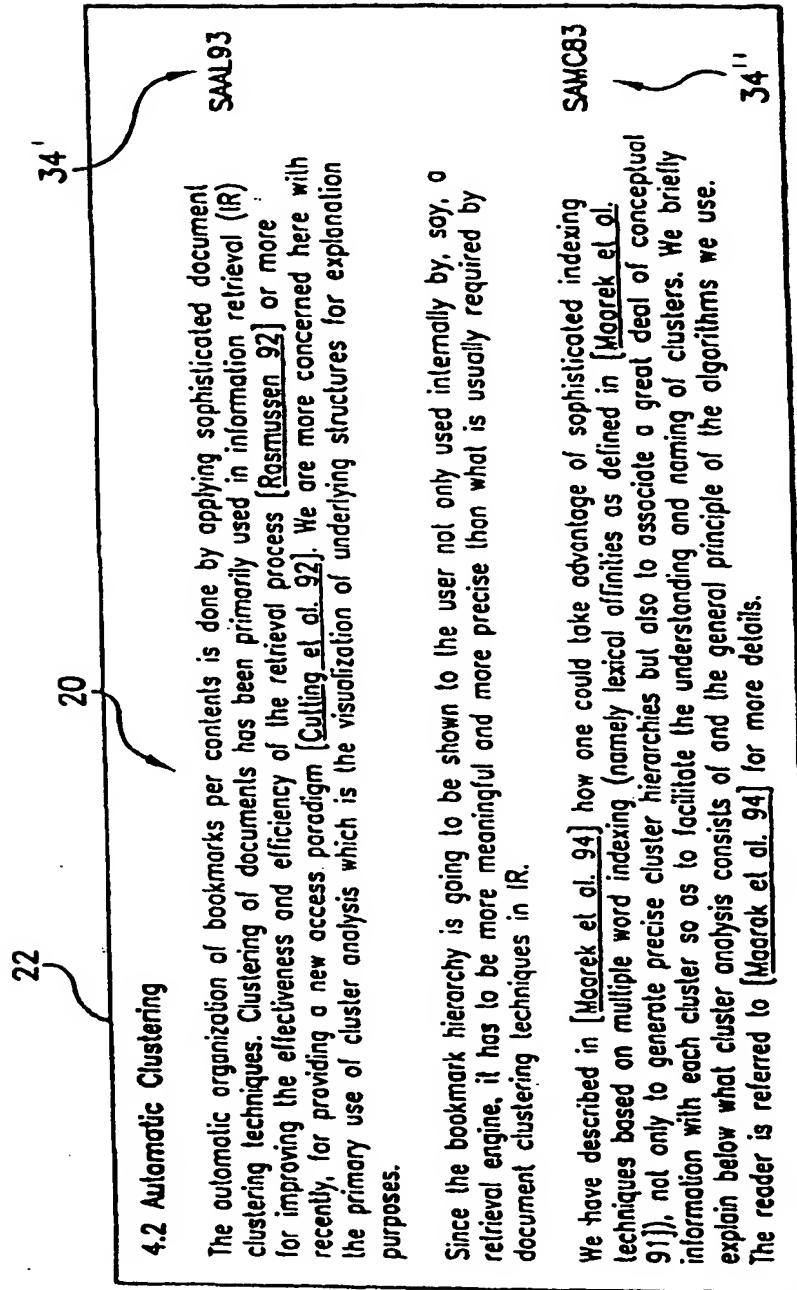 22
20
34'
4.2 Automatic Clustering
The automatic organization of bookmarks per contents is done by applying sophisticated document
clustering techniques. Clustering of documents has been primarily used in information retrieval (IR)
for improving the effectiveness and efficiency of the retrieval process [Rasmussen 92] or more
recently, for providing a new access paradigm [Cutting et al. 92]. We are more concerned here with
the primary use of cluster analysis which is the visualization of underlying structures for explanation
purposes.
SAAL93
Since the bookmark hierarchy is going to be shown to the user not only used internally by, say, a
retrieval engine, it has to be more meaningful and more precise than what is usually required by
document clustering techniques in IR.
We have described in [Maarek et al. 94] how one could take advantage of sophisticated indexing
techniques based on multiple word indexing (namely lexical affinities as defined in [Maarek et al.
91]), not only to generate precise cluster hierarchies but also to associate a great deal of conceptual
information with each cluster so as to facilitate the understanding and naming of clusters. We briefly
explain below what cluster analysis consists of and the general principle of the algorithms we use.
The reader is referred to [Maarak et al. 94] for more details.
SAMC83
34''